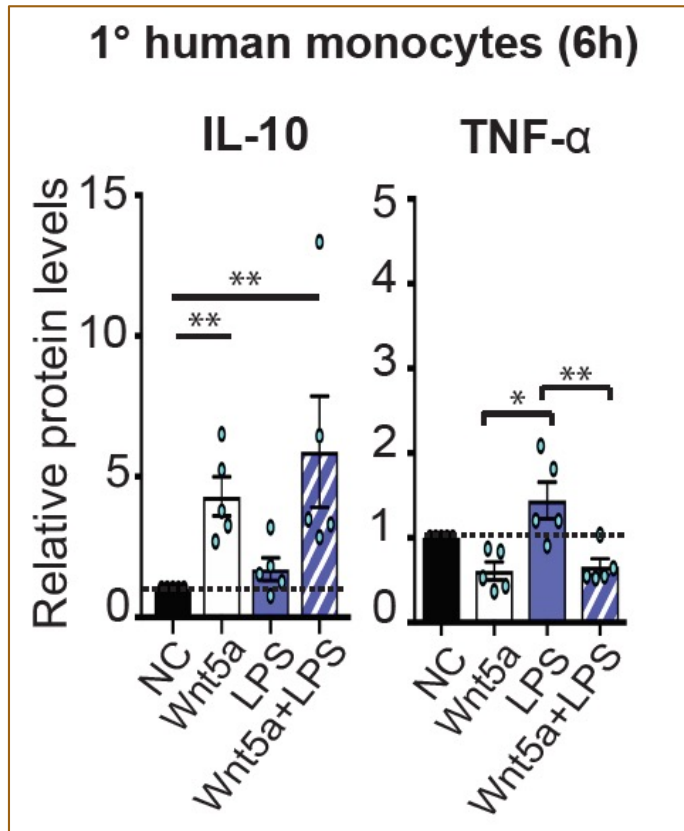 1° human monocytes (6h)
IL-10
TNF-α
Relative protein levels
15
10
5
0
**
**
NC
Wnt5a
LPS
Wnt5a+LPS
5
4
3
2
1
0
*
**
NC
Wnt5a
LPS
Wnt5a+LPS